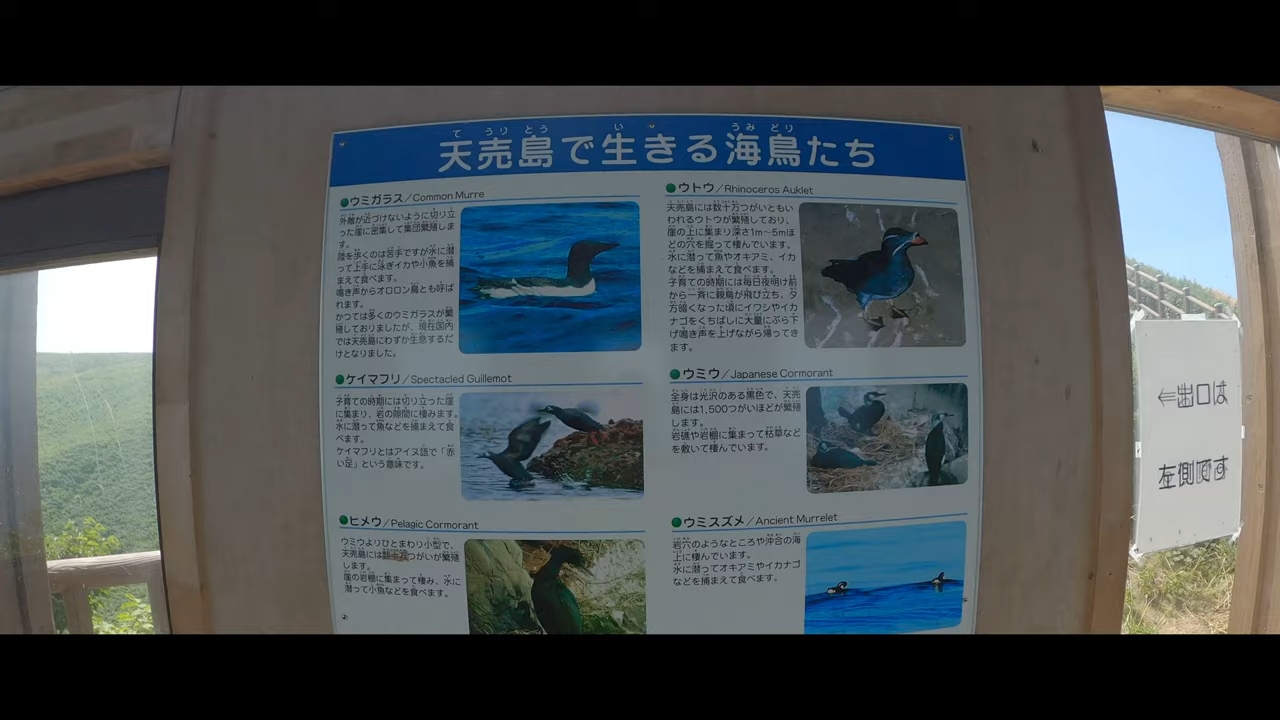 天売島で生きる海鳥たち
ウミガラス/Common Murre
外敵が近づけないように切り立
った崖に密集して集団繁殖しま
す。
陸を歩くのは苦手ですが水に潜
って上手に泳ぎイカや小魚を捕
まえて食べます。
鳴き声からオロロン鳥とも呼ば
れます。
かつては多くのウミガラスが繁
殖しておりましたが、現在国内
では天売島にわずか生息するだ
けとなりました。
ケイマフリ/Spectacled Guillemot
子育ての時期には切り立った崖
に集まり、岩の隙間に棲みます。
水に潜って魚などを捕まえて食
べます。
ケイマフリとはアイヌ語で「赤
い足」という意味です。
ヒメウ/Pelagic Cormorant
ウミウよりひとまわり小型で、
天売島には つがいが繁殖
します。
崖の岩棚に集まって棲み、水に
潜って小魚などを食べます。
ウトウ/Rhinoceros Auklet
天売島には数十万つがいともい
われるウトウが繁殖しており、
崖の上に集まり深さ1m~5mほ
どの穴を掘って棲んでいます。
水に潜って魚やオキアミ、イカ
などを捕まえて食べます。
子育ての時期には毎日夜明け前
から一斉に親鳥が飛び立ち、夕
方暗くなった頃にイワシやイカ
ナゴをくちばしに大量にぶら下
げ鳴き声を上げながら帰ってき
ます。
ウミウ/Japanese Cormorant
全身は光沢のある黒色で、天売
島には1,500つがいほどが繁殖
します。
岩礁や岩棚に集まって枯草など
を敷いて棲んでいます。
ウミスズメ/Ancient Murrelet
岩穴のようなところや沖合の海
上に棲んでいます。
水に潜ってオキアミやイカナゴ
などを捕まえて食べます。
←出口は
左側です